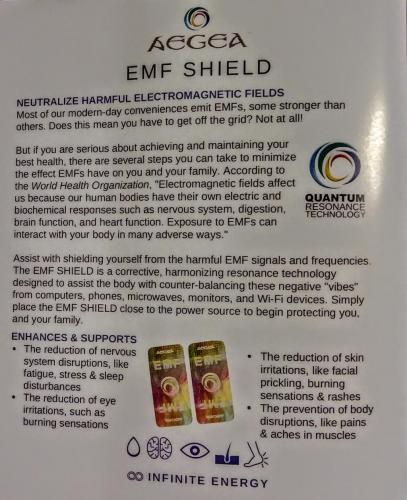 AEGEA
EMF SHIELD
NEUTRALIZE HARMFUL ELECTROMAGNETIC FIELDS
Most of our modern-day conveniences emit EMFs, some stronger than
others. Does this mean you have to get off the grid? Not at all!
But if you are serious about achieving and maintaining your
best health, there are several steps you can take to minimize
the effect EMFs have on you and your family. According to
the World Health Organization, "Electromagnetic fields affect
us because our human bodies have their own electric and
biochemical responses such as nervous system, digestion,
brain function, and heart function. Exposure to EMFs can
interact with your body in many adverse ways."
QUANTUM
RESONANCE
TECHNOLOGY
Assist with shielding yourself from the harmful EMF signals and frequencies.
The EMF SHIELD is a corrective, harmonizing resonance technology
designed to assist the body with counter-balancing these negative "vibes"
from computers, phones, microwaves, monitors, and Wi-Fi devices. Simply
place the EMF SHIELD close to the power source to begin protecting you,
and your family.
ENHANCES & SUPPORTS
• The reduction of nervous
system disruptions, like
fatigue, stress & sleep
disturbances
• The reduction of eye
irritations, such as
burning sensations
AEGEA
EMF
AEGEA
EMF
• The reduction of skin
irritations, like facial
prickling, burning
sensations & rashes
• The prevention of body
disruptions, like pains
& aches in muscles
INFINITE ENERGY